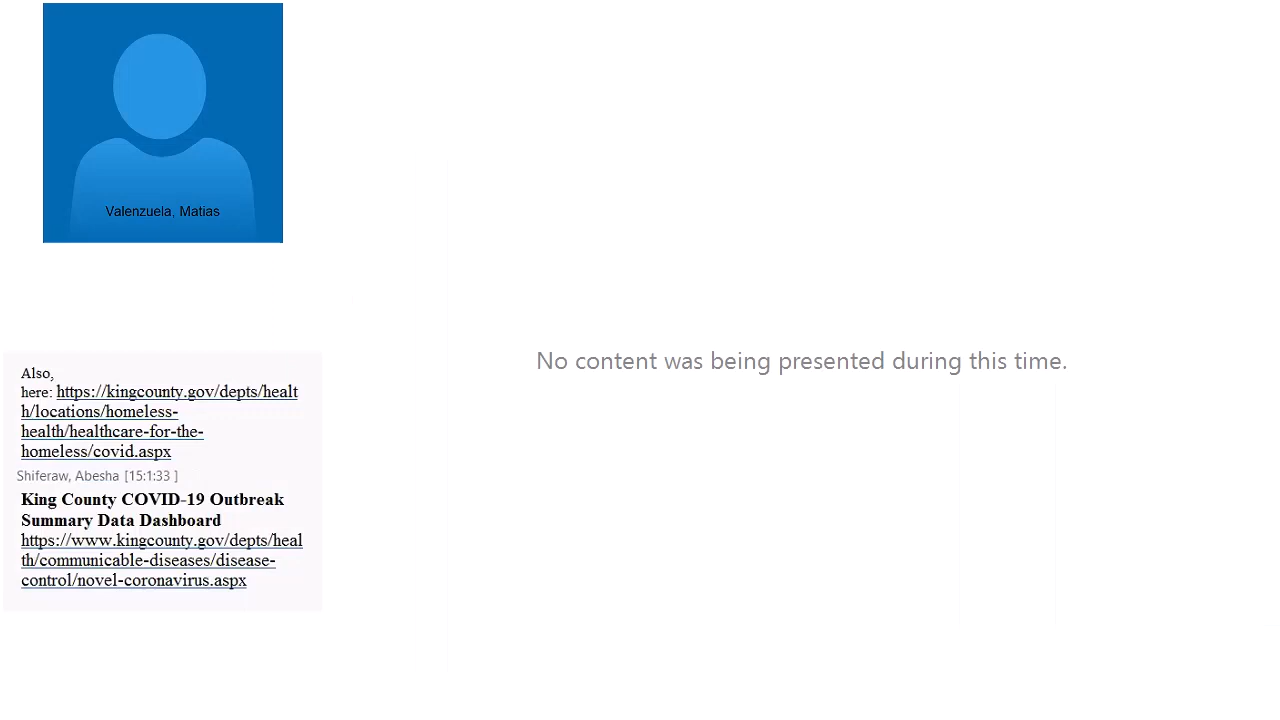 Valenzuela, Matias
No content was being presented during this time.
Also,
here: https://kingcounty.gov/depts/healt
h/locations/homeless-
health/healthcare-for-the-
homeless/covid.aspx
Shiferaw, Abesha [15:1:33 ]
King County COVID-19 Outbreak
Summary Data Dashboard
https://www.kingcounty.gov/depts/heal
th/communicable-diseases/disease-
control/novel-coronavirus.aspx